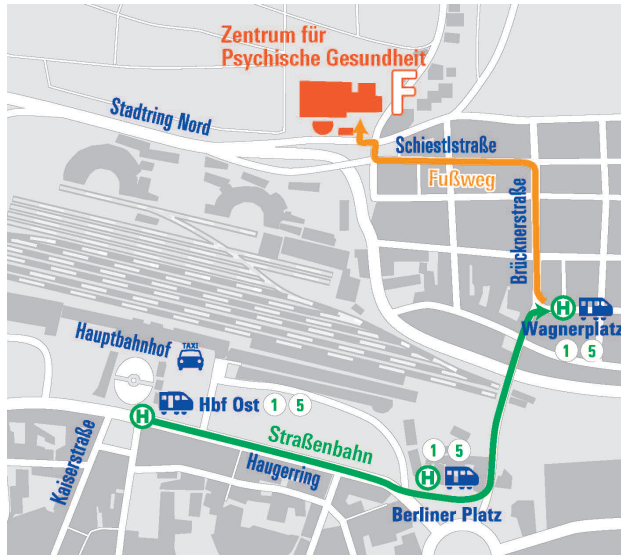 Zentrum für
Psychische Gesundheit
F
Stadtring Nord
Schiestlstraße
Fußweg
Brücknerstraße
H
Wagnerplatz
1 5
Hauptbahnhof
TAXI
Hbf Ost 1 5
H
Kaiserstraße
Straßenbahn
Haugerring
1 5
H
Berliner Platz